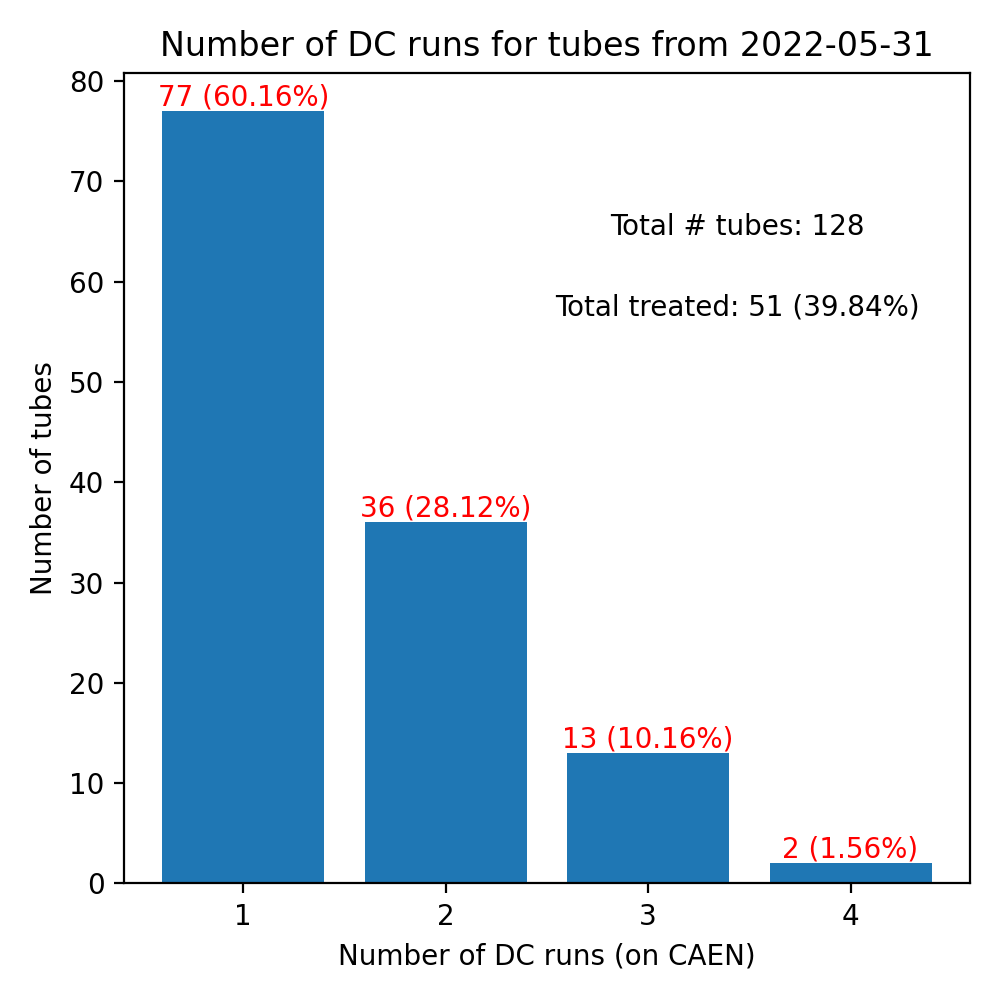 Number of DC runs for tubes from 2022-05-31
80
77 (60.16%)
70
Total # tubes: 128
60
Total treated: 51 (39.84%)
50
Number of tubes
40
36 (28.12%)
30
20
13 (10.16%)
10
2 (1.56%)
0
1 2 3 4
Number of DC runs (on CAEN)